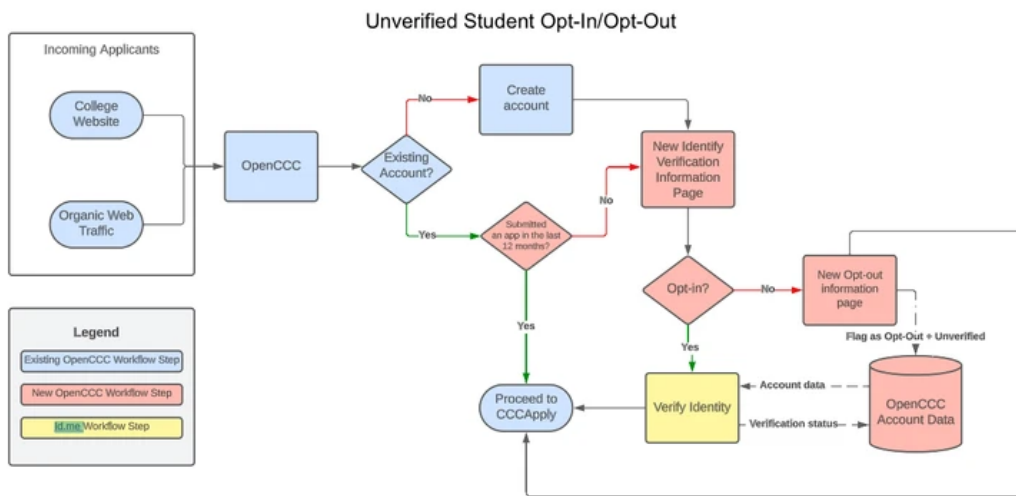 Unverified Student Opt-In/Opt-Out
Incoming Applicants
College
Website
Organic Web
Traffic
OpenCCC
Existing
Account?
No
Yes
Create
account
Submitted
an app in the last
12 months?
No
Yes
New Identify
Verification
Information
Page
Opt-in?
No
Yes
New Opt-out
information
page
Flag as Opt-Out + Unverified
Verify Identity
Account data
Verification status
OpenCCC
Account Data
Proceed to
CCCApply
Legend
Existing OpenCCC Workflow Step
New OpenCCC Workflow Step
Id.me Workflow Step